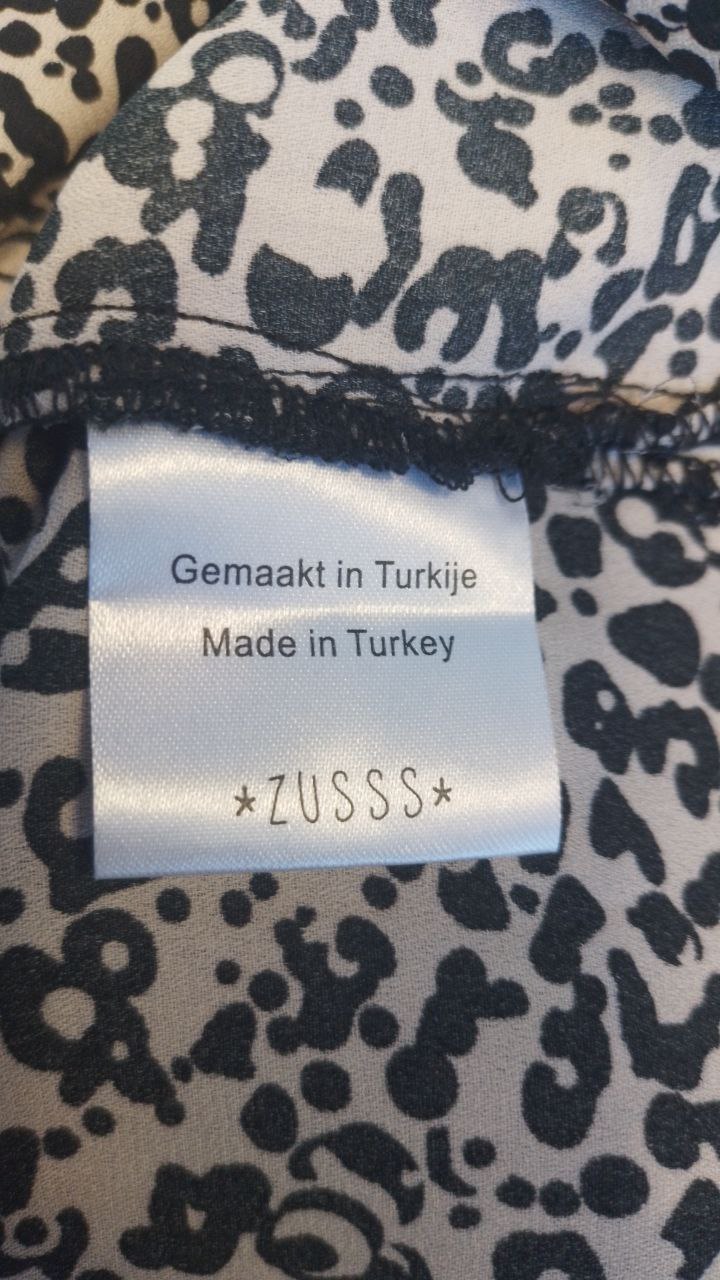 Gemaakt in Turkije
Made in Turkey
*ZUSSS*